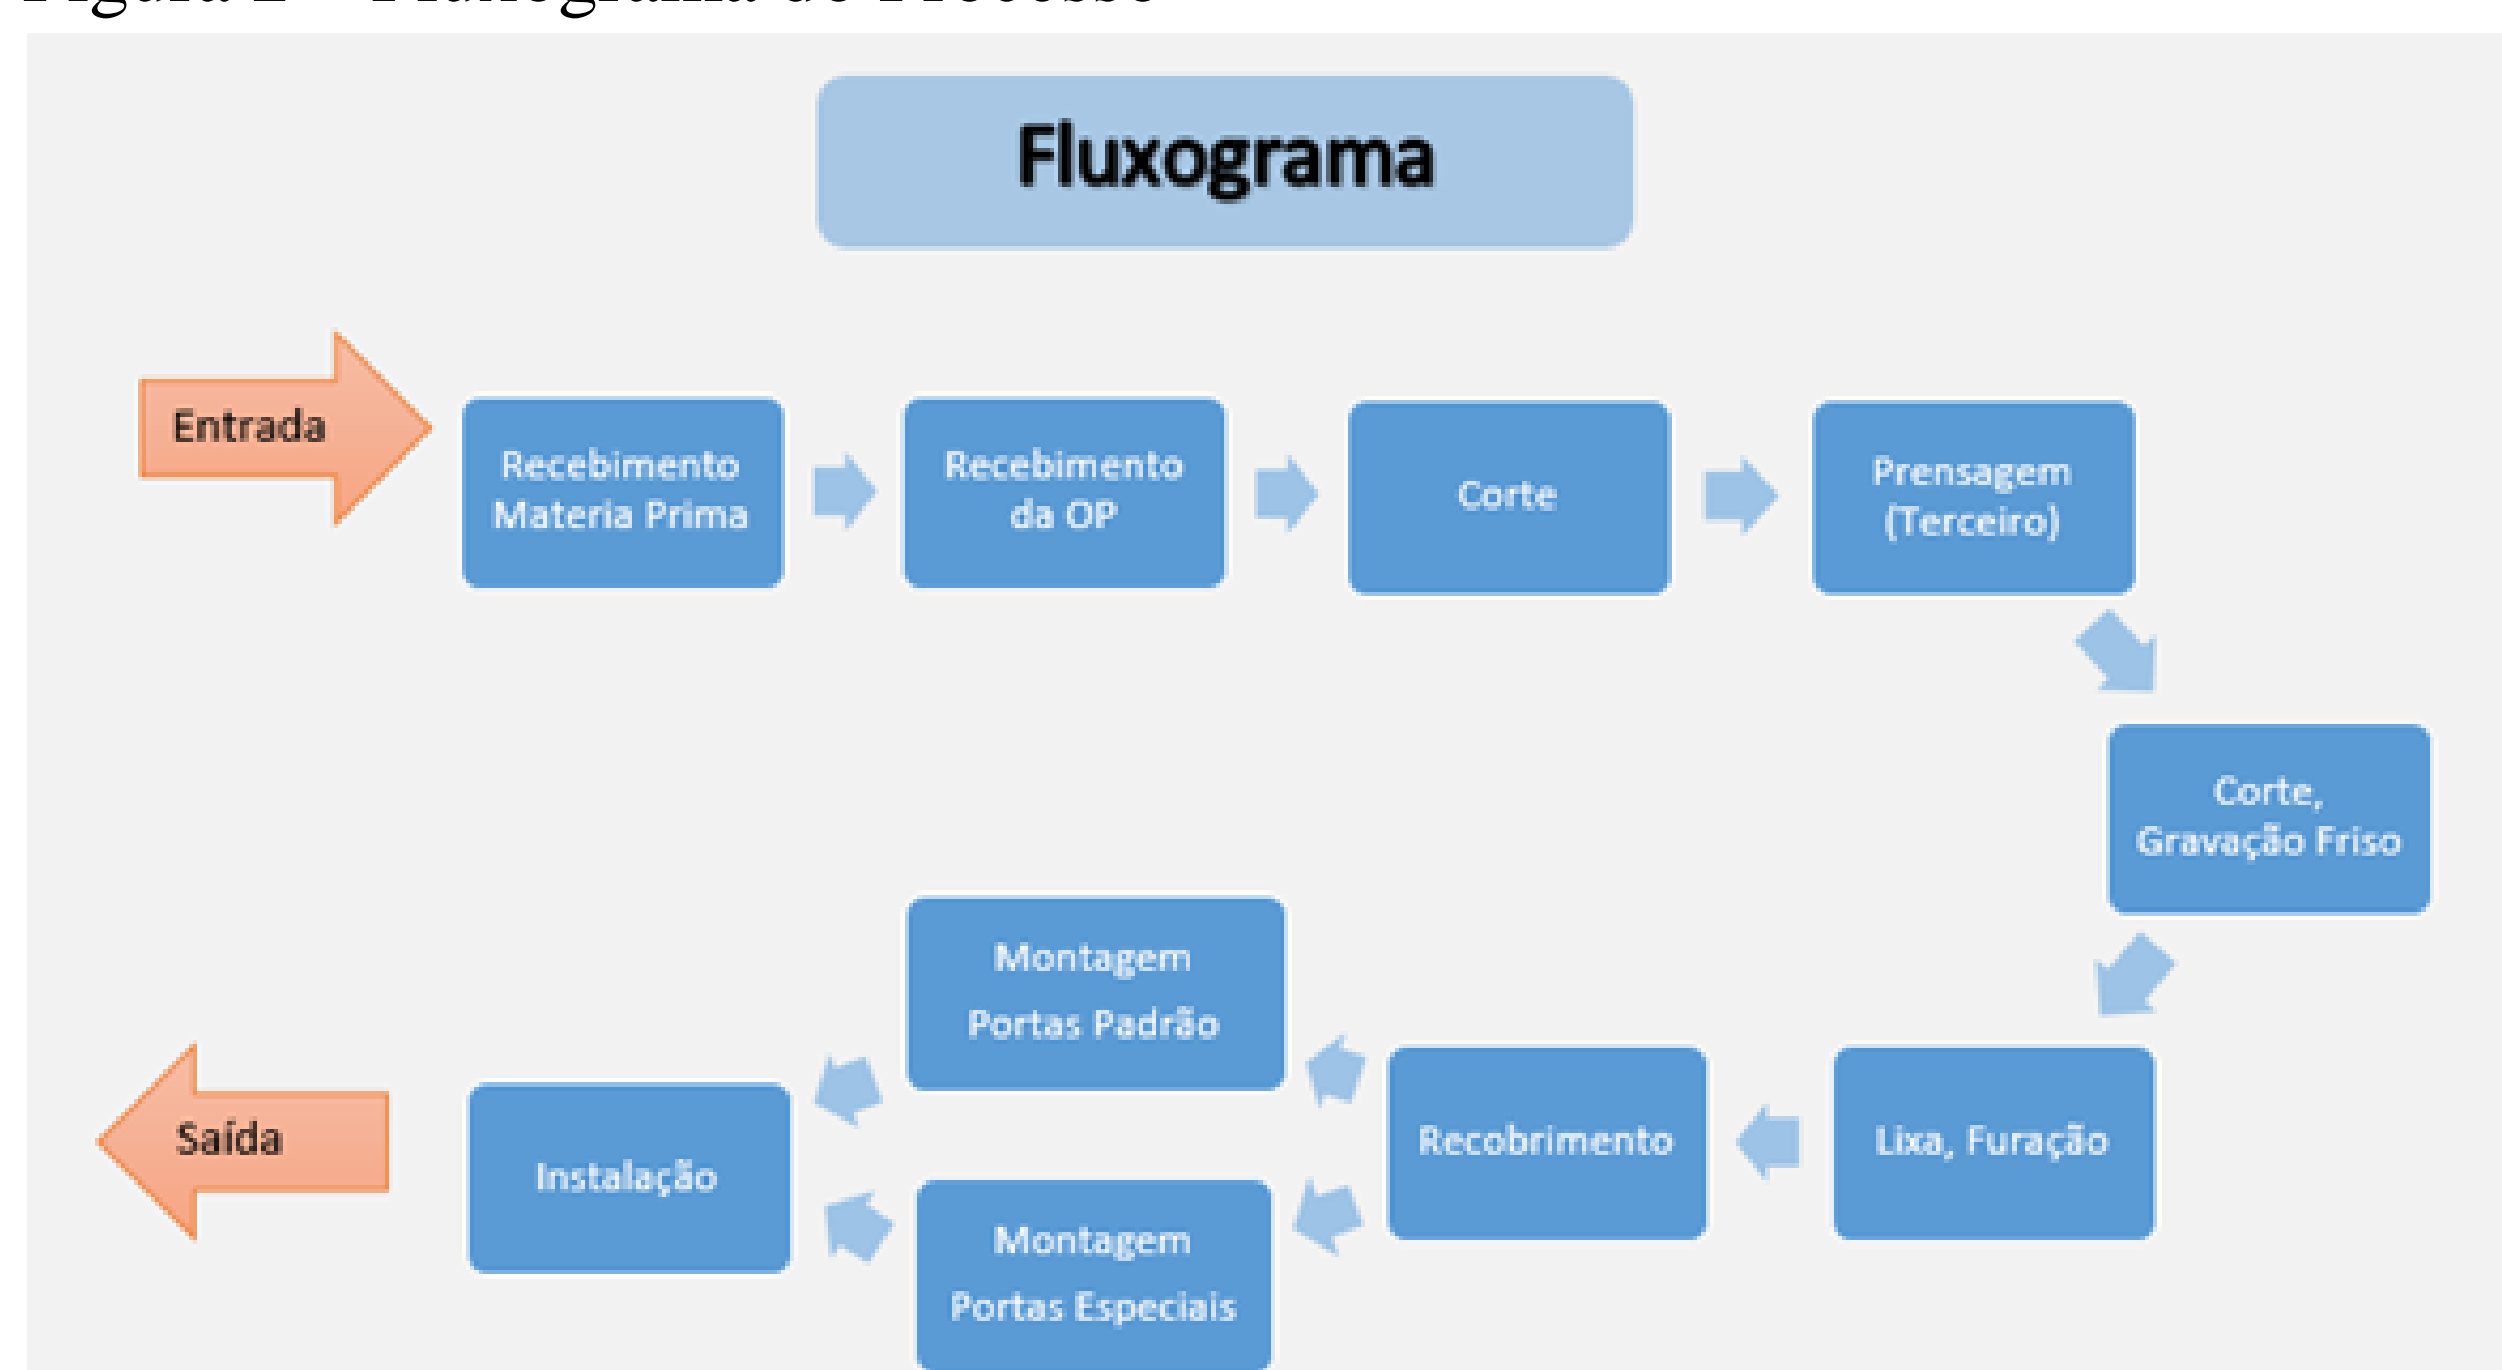 Fluxograma
Entrada
Recebimento
Materia Prima
Recebimento
da OP
Corte
Prensagem
(Terceiro)
Corte,
Gravação Friso
Lixa, Furação
Recobrimento
Montagem
Portas Padrão
Montagem
Portas Especiais
Instalação
Saída